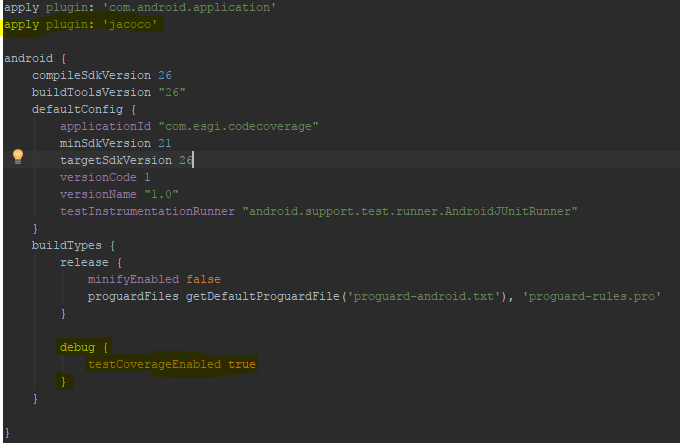 apply plugin: 'com.android.application'
apply plugin: 'jacoco'
android {
compileSdkVersion 26
buildToolsVersion "26"
defaultConfig {
applicationId "com.esgi.codecoverage"
minSdkVersion 21
targetSdkVersion 26
versionCode 1
versionName "1.0"
testInstrumentationRunner "android.support.test.runner.AndroidJUnitRunner"
}
buildTypes {
release {
minifyEnabled false
proguardFiles getDefaultProguardFile('proguard-android.txt'), 'proguard-rules.pro'
}
debug {
testCoverageEnabled true
}
}
}